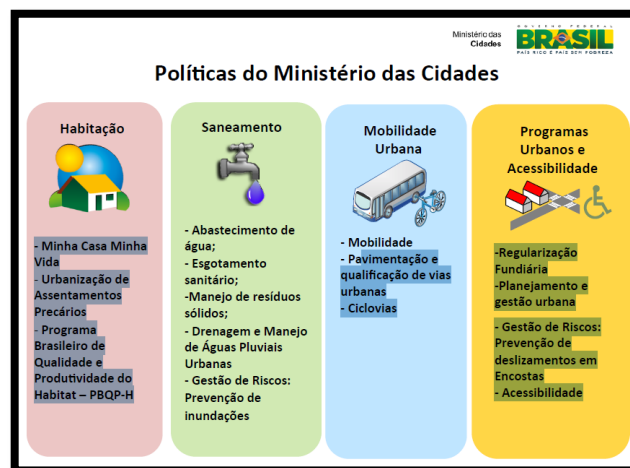 Ministério das
Cidades
GOVERNO FEDERAL
BRASIL
PAÍS RICO É PAÍS SEM POBREZA
Políticas do Ministério das Cidades
Habitação
- Minha Casa Minha
Vida
- Urbanização de
Assentamentos
Precários
- Programa
Brasileiro de
Qualidade e
Produtividade do
Habitat – PBQP-H
Saneamento
- Abastecimento de
água;
- Esgotamento
sanitário;
-Manejo de resíduos
sólidos;
- Drenagem e Manejo
de Águas Pluviais
Urbanas
- Gestão de Riscos:
Prevenção de
inundações
Mobilidade
Urbana
- Mobilidade
- Pavimentação e
qualificação de vias
urbanas
- Ciclovias
Programas
Urbanos e
Acessibilidade
-Regularização
Fundiária
-Planejamento e
gestão urbana
- Gestão de Riscos:
Prevenção de
deslizamentos em
Encostas
- Acessibilidade